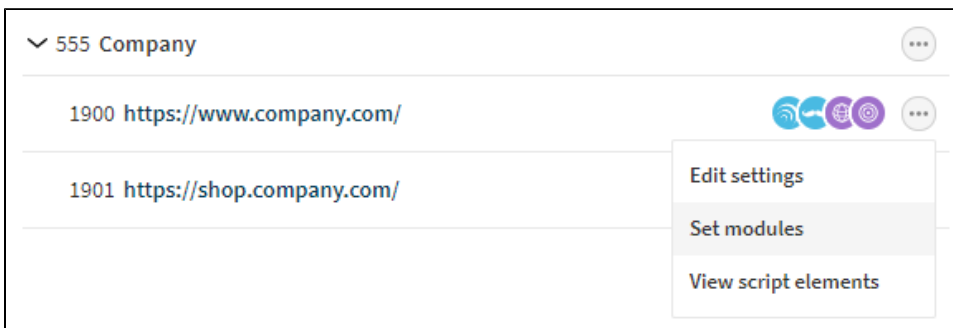 555 Company
1900 https://www.company.com/
1901 https://shop.company.com/
Edit settings
Set modules
View script elements